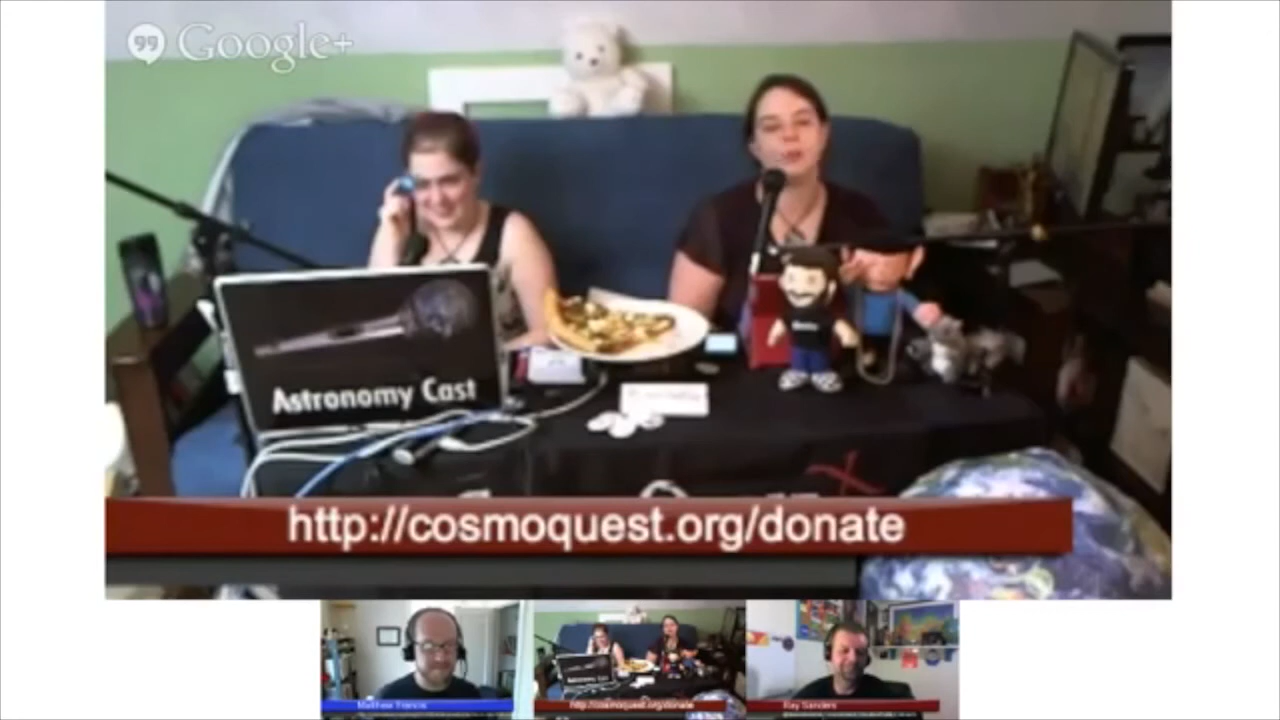 Google+
Astronomy Cast
http://cosmoquest.org/donate
Matthew Francis
http://cosmoquest.org/donate
Ray Sanders